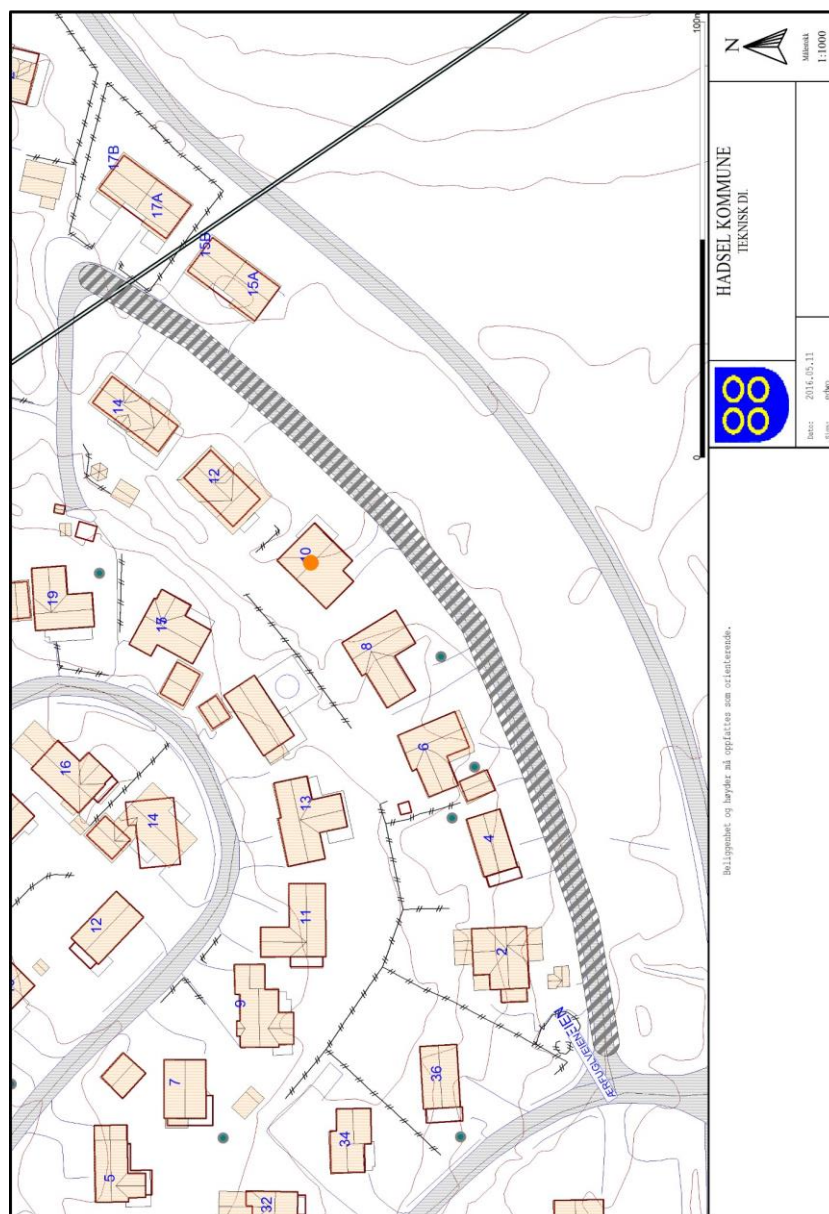 N
Målestokk
1:1000
HADSEL KOMMUNE
TEKNISK DI.
Dato: 2016.05.11
Beliggenhet og høyder må oppfattes som orienterende.
100m
0
17B
17A
15B
15A
14
12
10
19
8
16
6
14
13
4
12
11
2
9
ÆRFUGLVEIEN
7
36
34
5
32